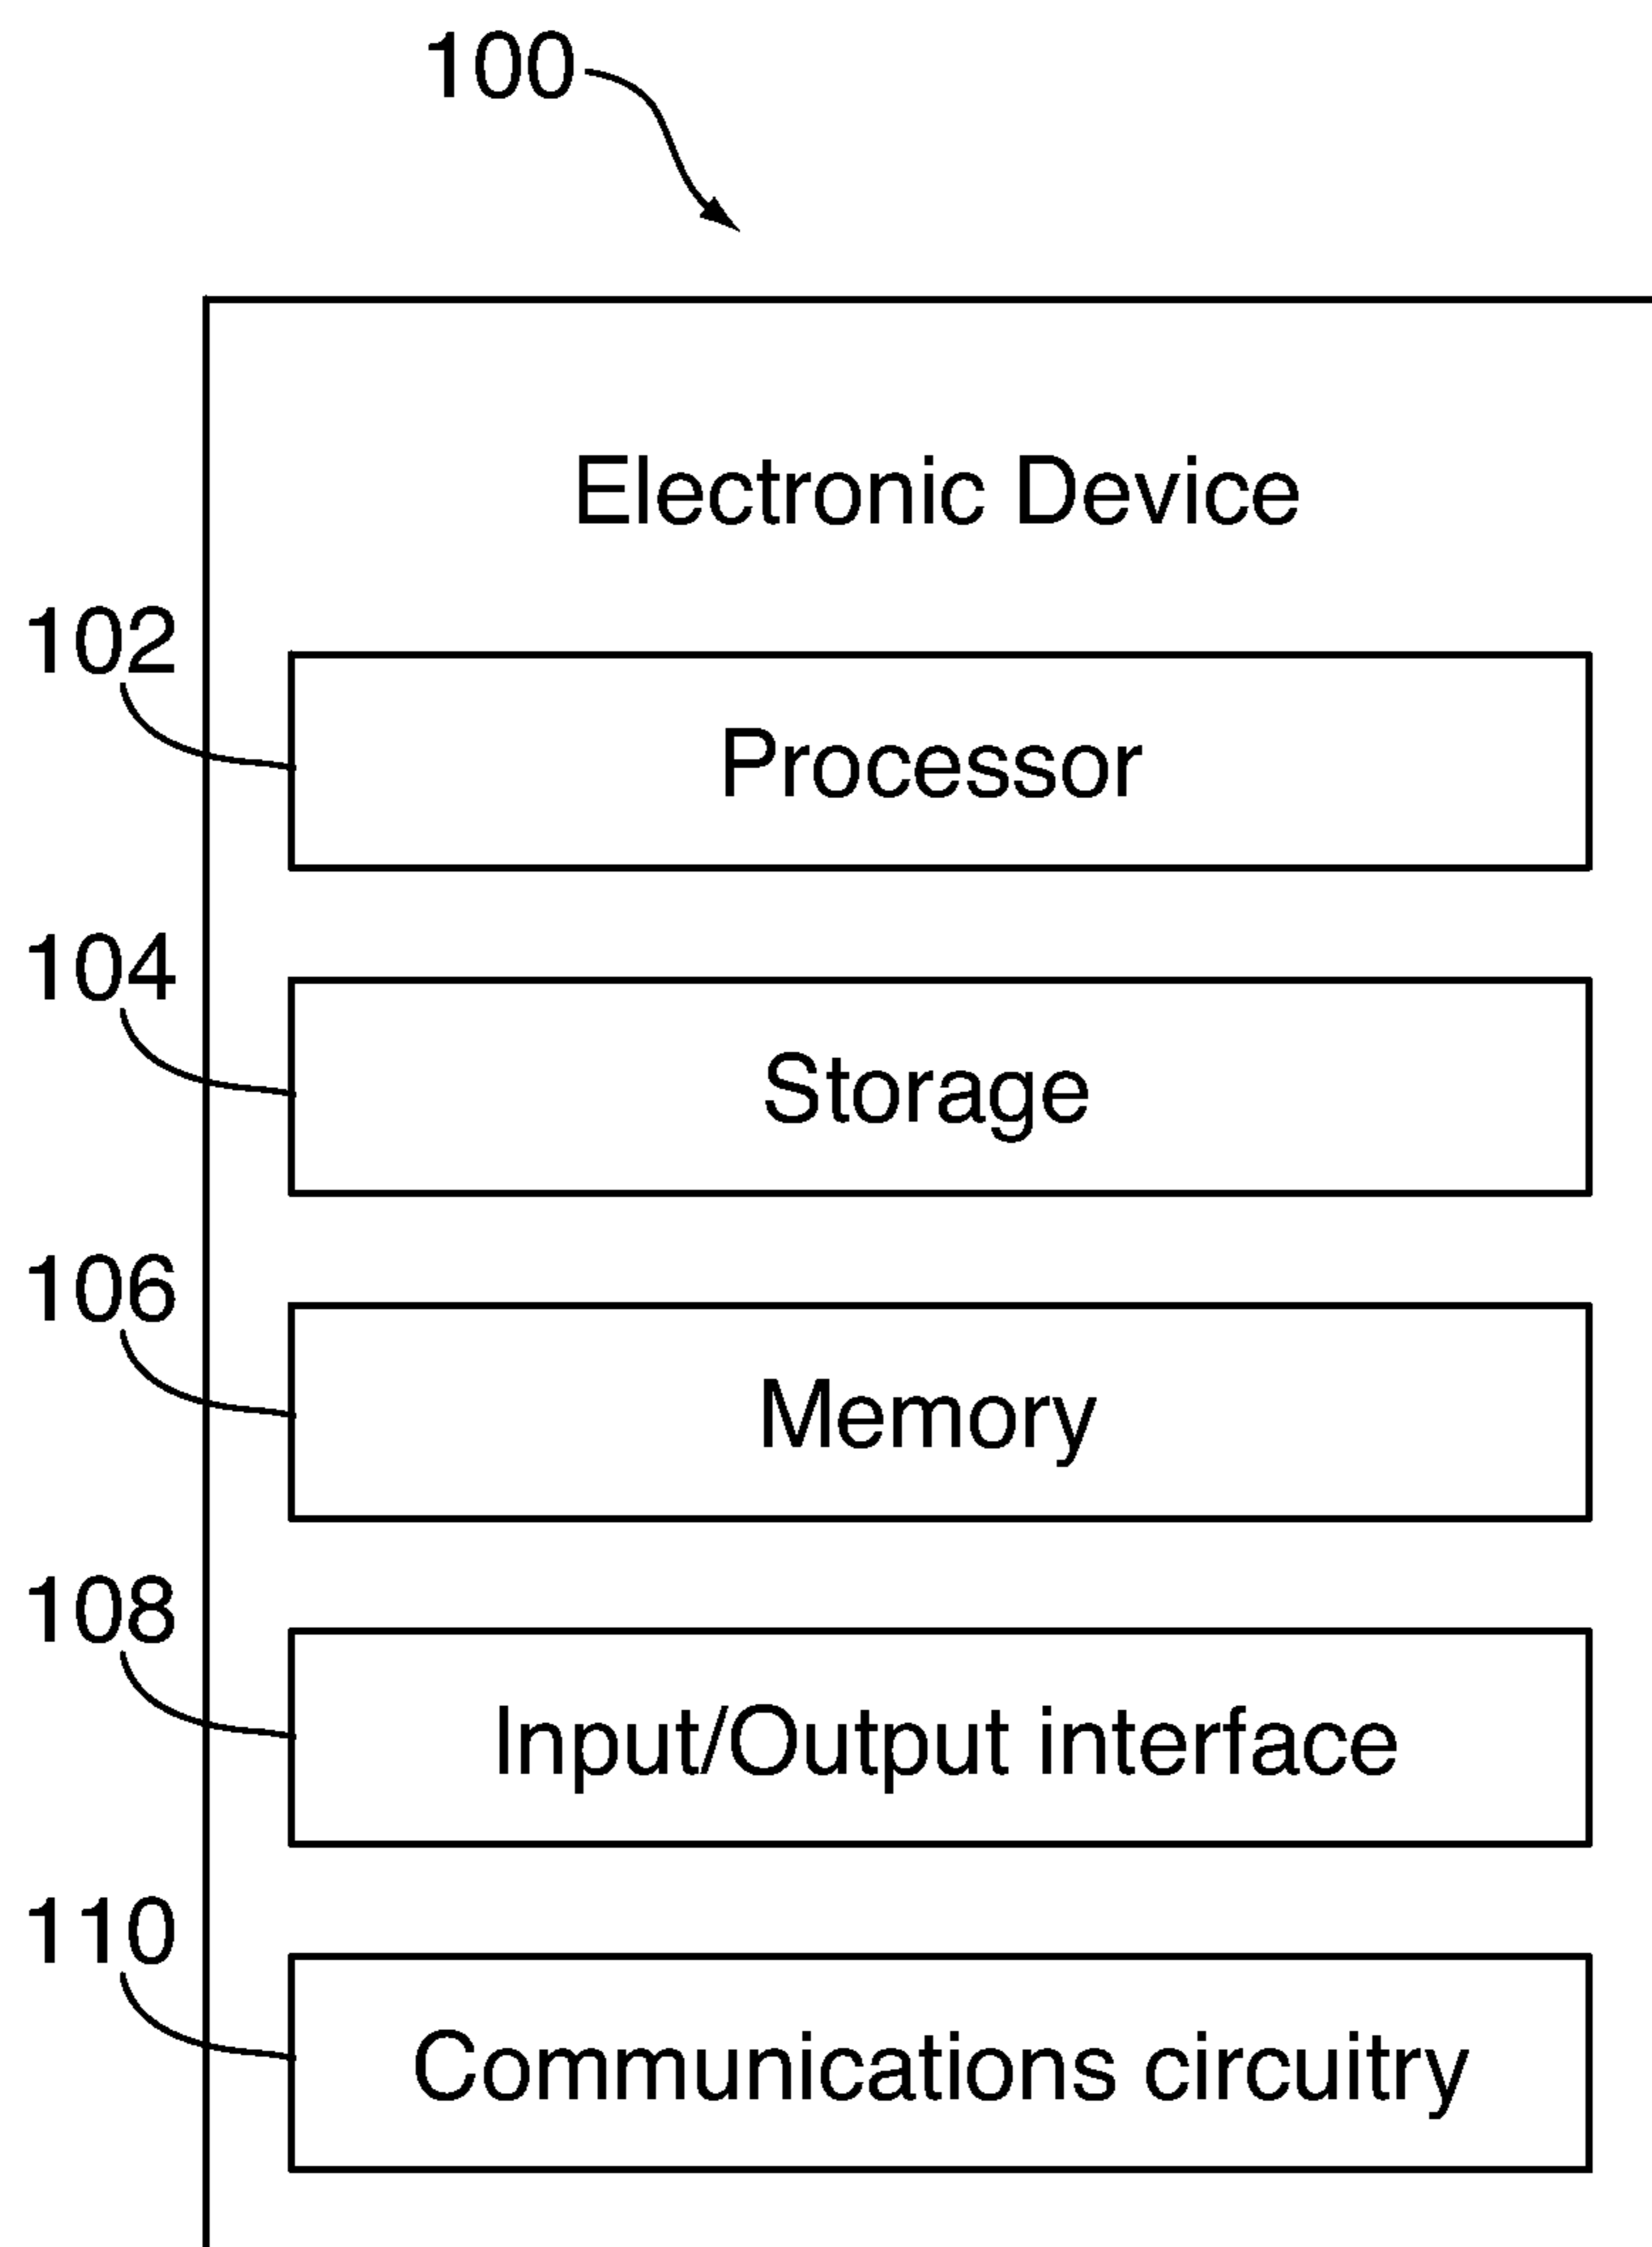 100
Electronic Device
102
Processor
104
Storage
106
Memory
108
Input/Output interface
110
Communications circuitry